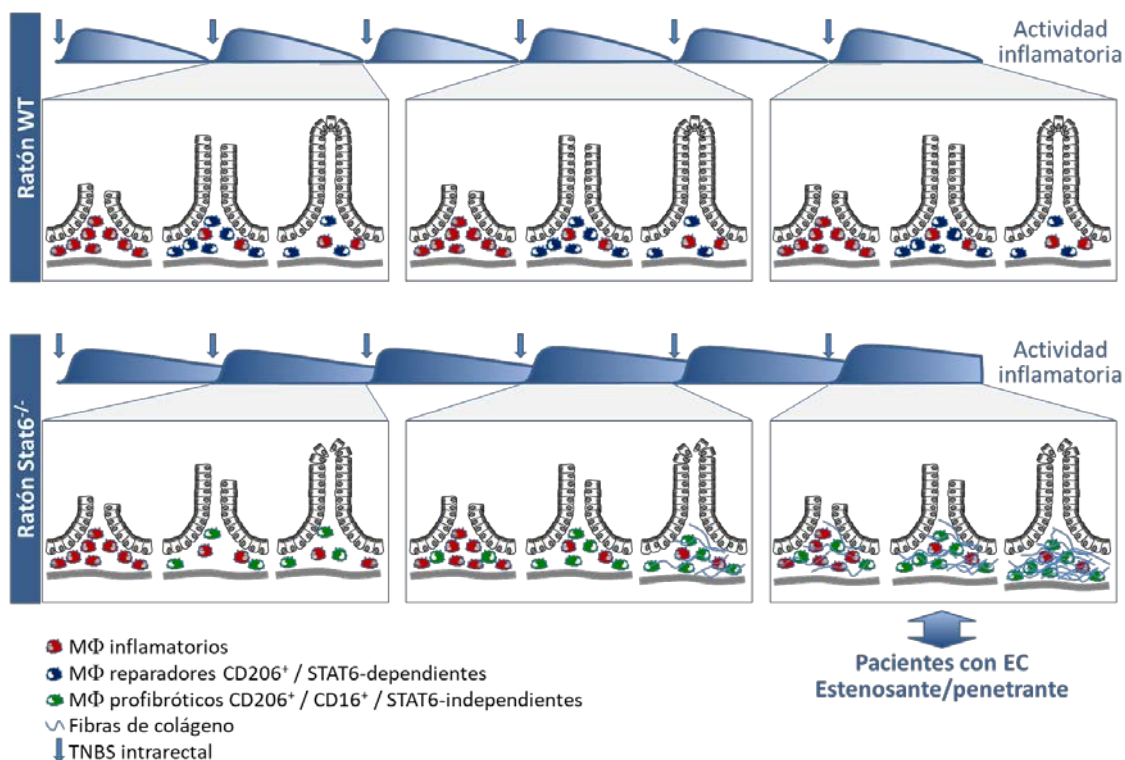 Ratón WT
Actividad
inflamatoria
Ratón Stat6-/-
Actividad
inflamatoria
MΦ inflamatorios
MΦ reparadores CD206+ / STAT6-dependientes
MΦ profibróticos CD206+ / CD16+ / STAT6-independientes
Fibras de colágeno
TNBS intrarectal
Pacientes con EC
Estenosante/penetrante